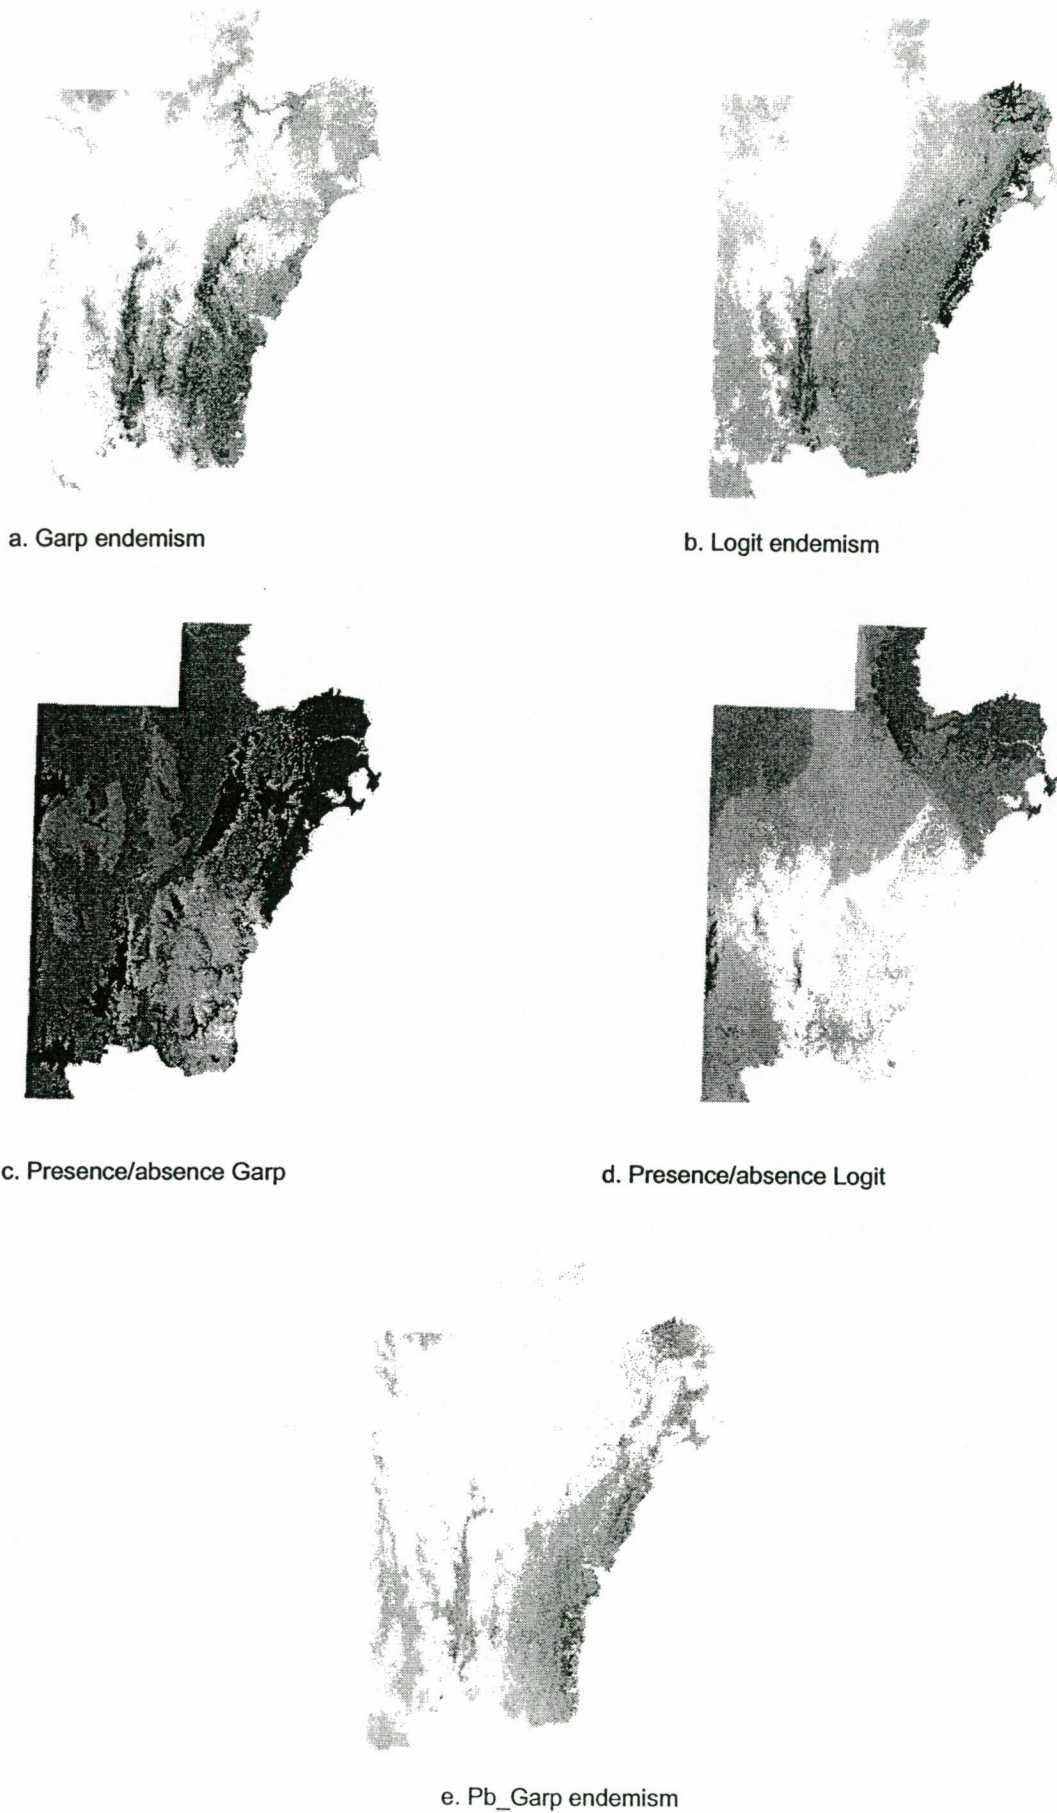 a. Garp endemism
b. Logit endemism
c. Presence/absence Garp
d. Presence/absence Logit
e. Pb_Garp endemism